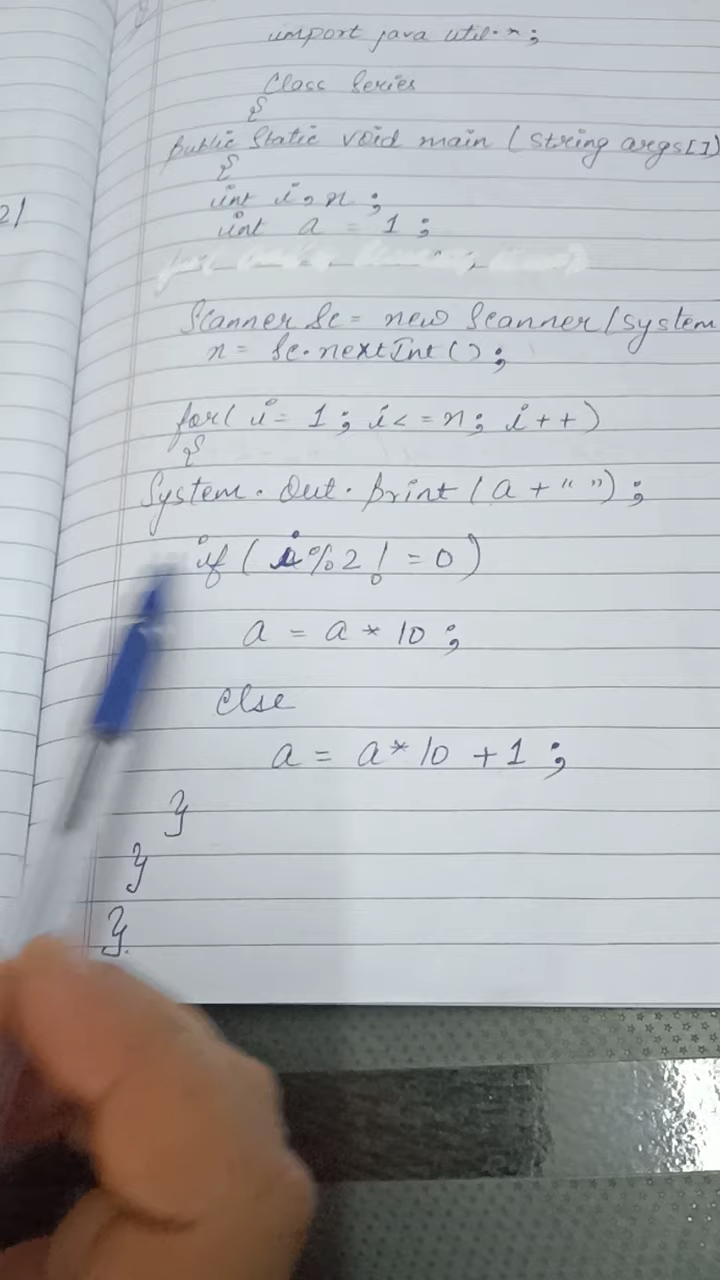 import java util.*;
Class Series
{
public Static void main (String args[])
{
int i, n ;
int a = 1 ;
Scanner Sc = new Scanner (System
n = Sc.nextInt();
for( i = 1 ; i < = n ; i + + )
{
System.Out.print (a + " ") ;
if ( i % 2 ! = 0 )
a = a * 10 ;
else
a = a * 10 + 1 ;
}
}
}
2)